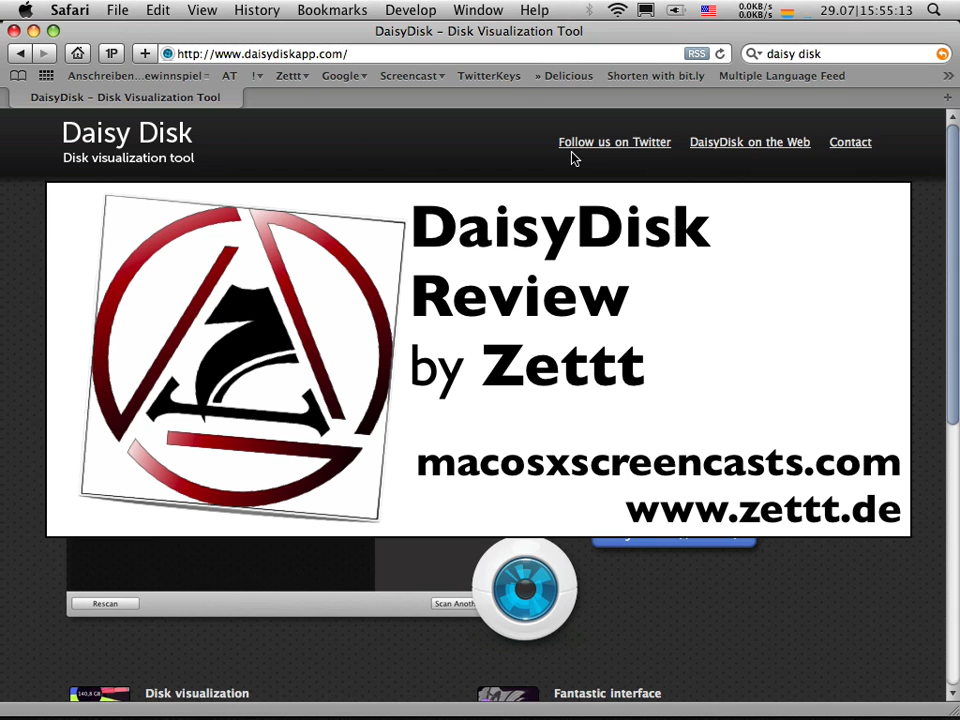 Safari File Edit View History Bookmarks Develop Window Help 0.0KB/s 0.0KB/s 29.07|15:55:13
DaisyDisk – Disk Visualization Tool
1P + http://www.daisydiskapp.com/ RSS daisy disk
Anschreiben...ewinnspiel AT ! Zettt Google Screencast TwitterKeys » Delicious Shorten with bit.ly Multiple Language Feed
DaisyDisk – Disk Visualization Tool
Daisy Disk
Disk visualization tool
Follow us on Twitter DaisyDisk on the Web Contact
DaisyDisk
Review
by Zettt
macosxscreencasts.com
www.zettt.de
Rescan Scan Anoth
140,8 GB
Disk visualization Fantastic interface